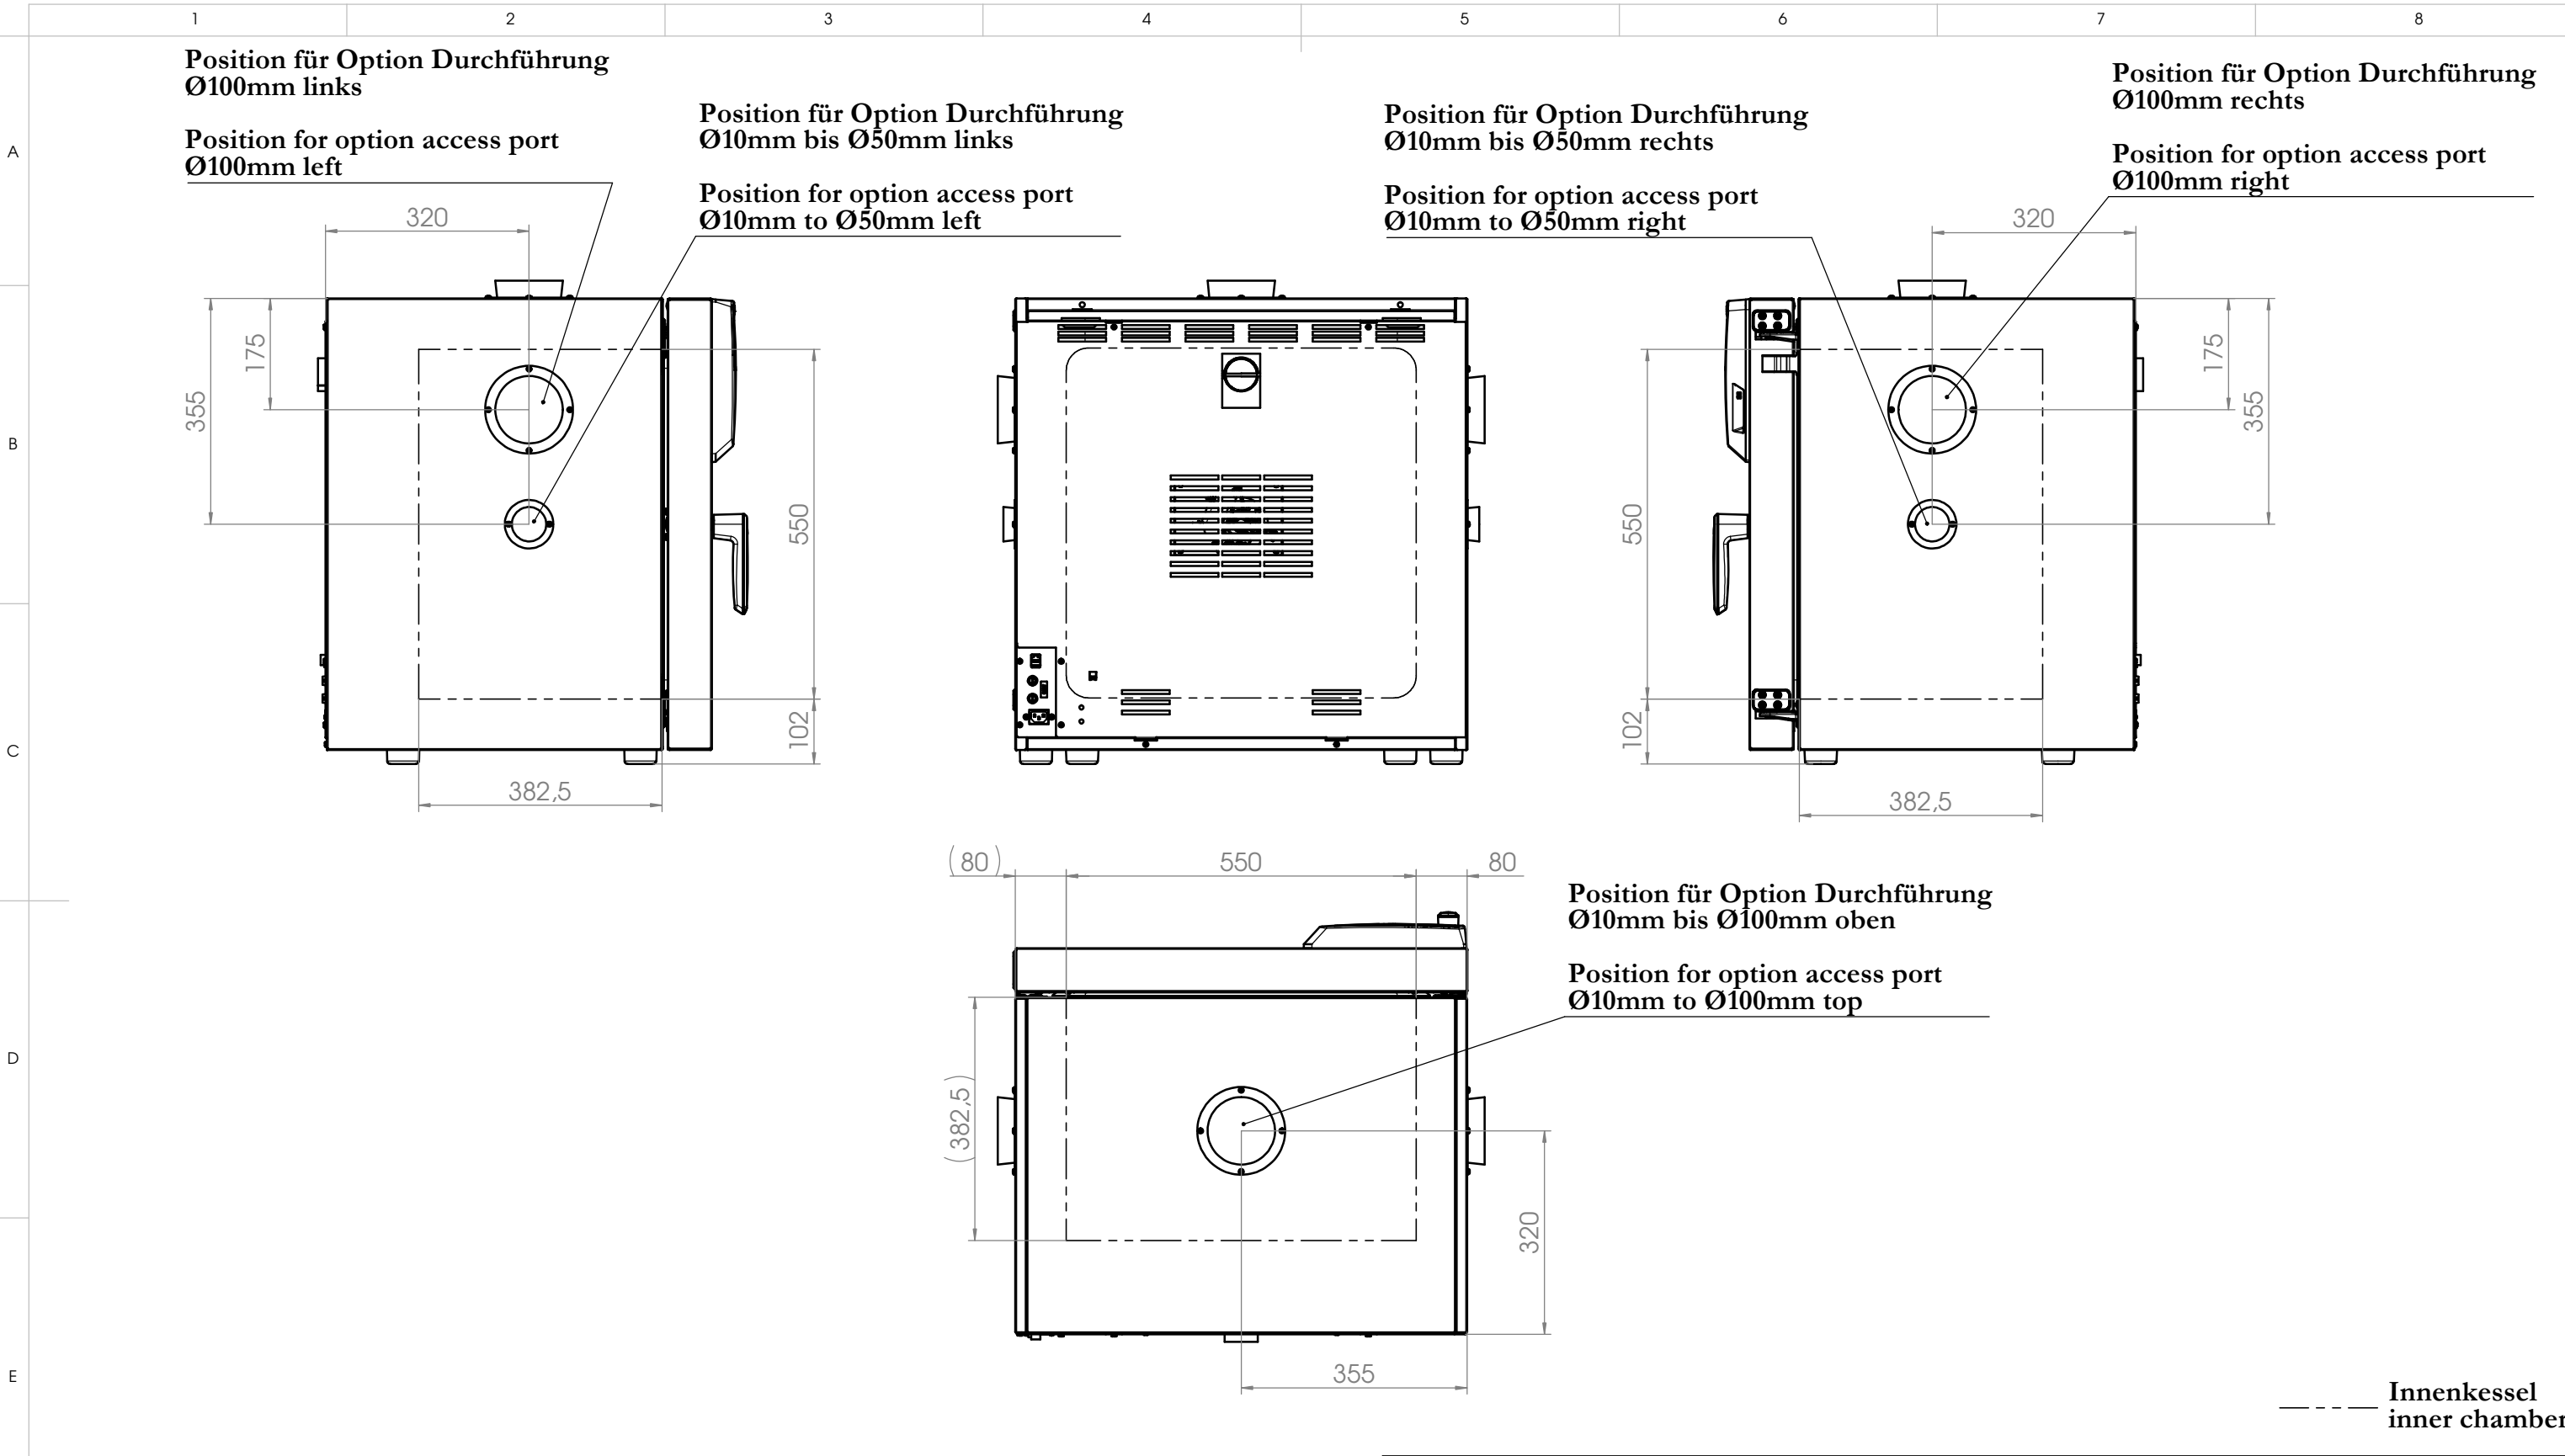 1 2 3 4 5 6 7 8
A
B
C
D
E
Position für Option Durchführung
Ø100mm links
Position for option access port
Ø100mm left
Position für Option Durchführung
Ø10mm bis Ø50mm links
Position for option access port
Ø10mm to Ø50mm left
Position für Option Durchführung
Ø10mm bis Ø50mm rechts
Position for option access port
Ø10mm to Ø50mm right
Position für Option Durchführung
Ø100mm rechts
Position for option access port
Ø100mm right
320
175
355
550
102
382,5
320
175
355
550
102
382,5
(80) 550 80
(382,5)
320
355
Position für Option Durchführung
Ø10mm bis Ø100mm oben
Position for option access port
Ø10mm to Ø100mm top
Innenkessel
inner chamber